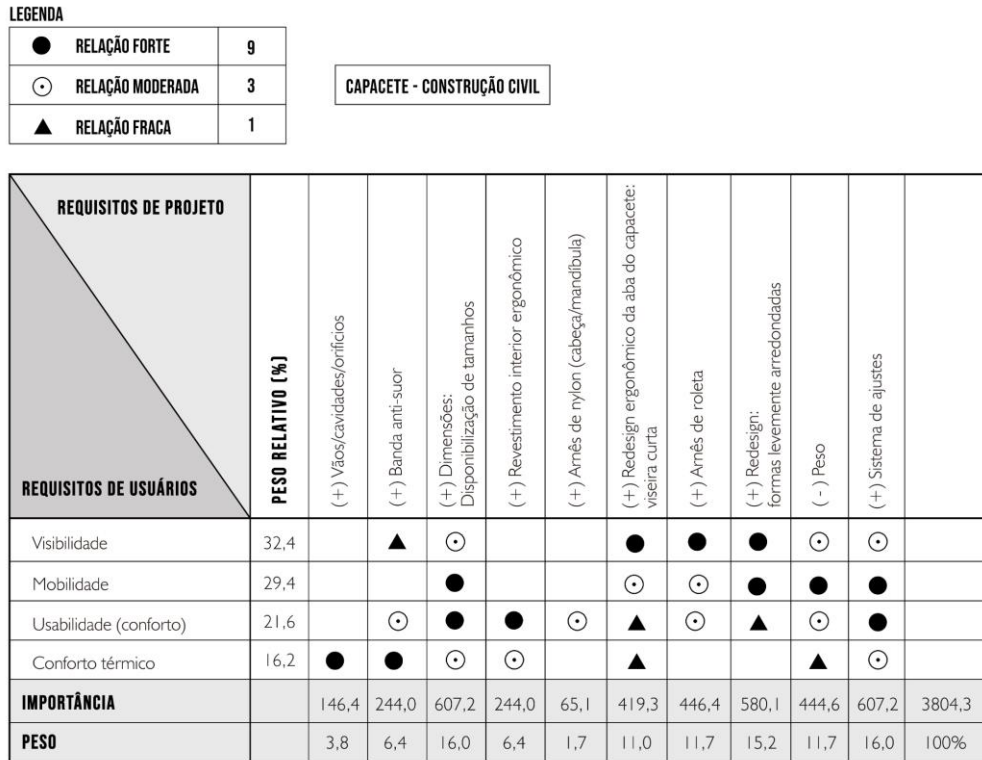 LEGENDA
RELAÇÃO FORTE 9
RELAÇÃO MODERADA 3
RELAÇÃO FRACA 1
CAPACETE - CONSTRUÇÃO CIVIL
REQUISITOS DE PROJETO
REQUISITOS DE USUÁRIOS
PESO RELATIVO (%)
(+) Vãos/cavidades/orifícios
(+) Banda anti-suor
(+) Dimensões:
Disponibilização de tamanhos
(+) Revestimento interior ergonômico
(+) Arnês de nylon (cabeça/mandíbula)
(+) Redesign ergonômico da aba do capacete:
viseira curta
(+) Arnês de roleta
(+) Redesign:
formas levemente arredondadas
(-) Peso
(+) Sistema de ajustes
Visibilidade 32,4
Mobilidade 29,4
Usabilidade (conforto) 21,6
Conforto térmico 16,2
IMPORTÂNCIA 146,4 244,0 607,2 244,0 65,1 419,3 446,4 580,1 444,6 607,2 3804,3
PESO 3,8 6,4 16,0 6,4 1,7 11,0 11,7 15,2 11,7 16,0 100%